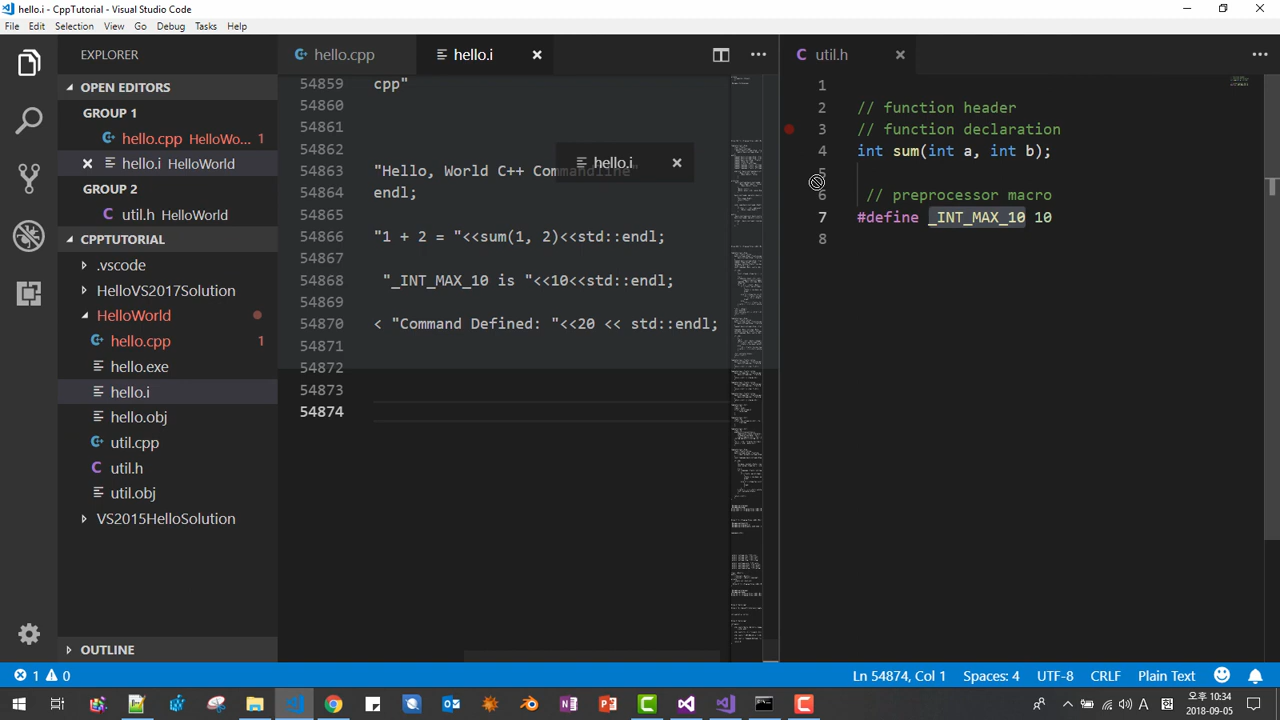 hello.i - CppTutorial - Visual Studio Code
File Edit Selection View Go Debug Tasks Help
EXPLORER
OPEN EDITORS
GROUP 1
hello.cpp HelloWo... 1
hello.i HelloWorld
GROUP 2
util.h HelloWorld
CPPTUTORIAL
.vscode
HelloVS2017Solution
HelloWorld
hello.cpp 1
hello.exe
hello.i
hello.obj
util.cpp
util.h
util.obj
VS2015HelloSolution
OUTLINE
hello.cpp hello.i
54859 cpp"
54860
54861
54862
54863 "Hello, World C++ Commandline"
54864 endl;
54865
54866 "1 + 2 = "<<sum(1, 2)<<std::endl;
54867
54868 "_INT_MAX_10 is "<<10<<std::endl;
54869
54870 < "Command Defined: "<<20 << std::endl;
54871
54872
54873
54874
hello.i
util.h
1
2 // function header
3 // function declaration
4 int sum(int a, int b);
5
6 // preprocessor macro
7 #define _INT_MAX_10 10
8
1 0 Ln 54874, Col 1 Spaces: 4 UTF-8 CRLF Plain Text
A 오후 10:34
2018-09-05